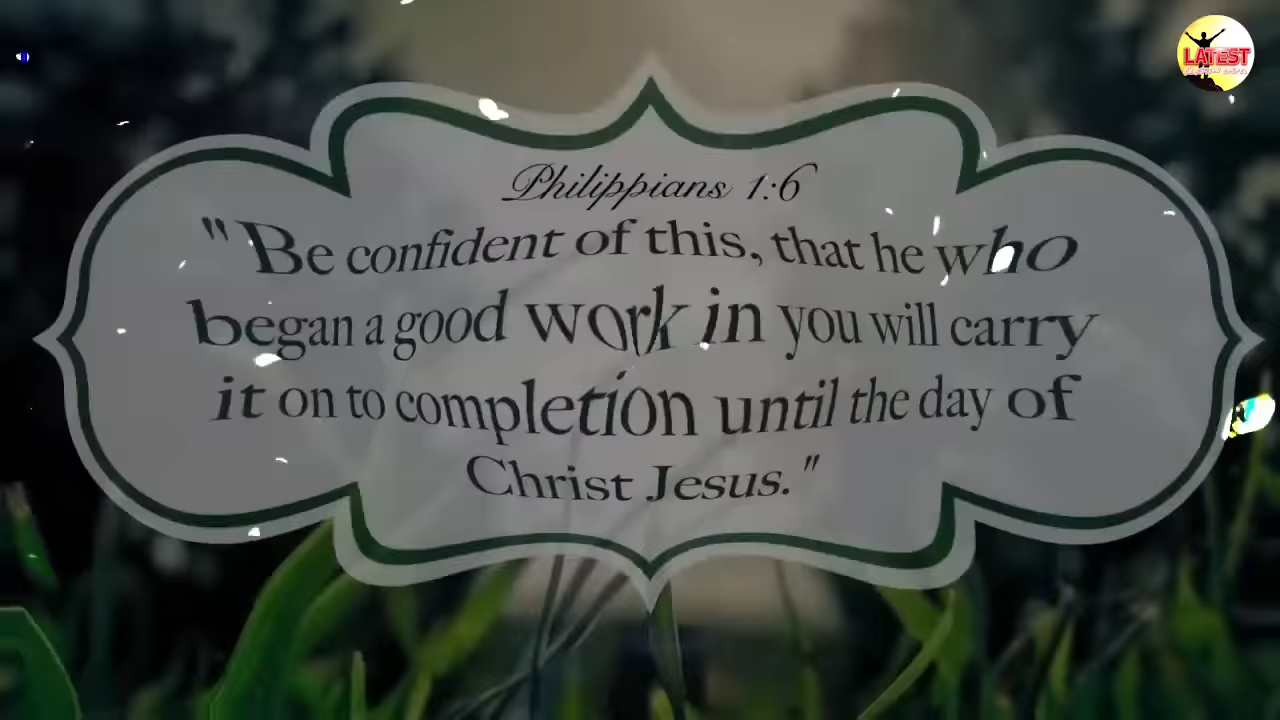 LATEST
Philippians 1:6
"Be confident of this, that he who
began a good work in you will carry
it on to completion until the day of
Christ Jesus."